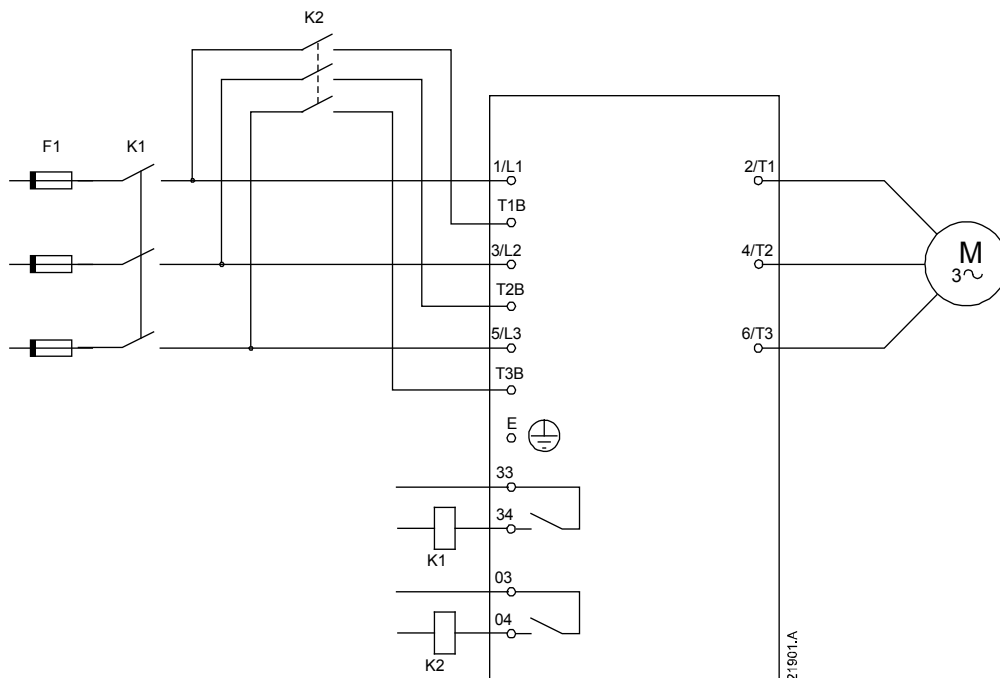 K2
F1
K1
1/L1
2/T1
T1B
3/L2
4/T2
M
3∿
T2B
5/L3
6/T3
T3B
E
33
34
K1
03
04
K2
21901.A